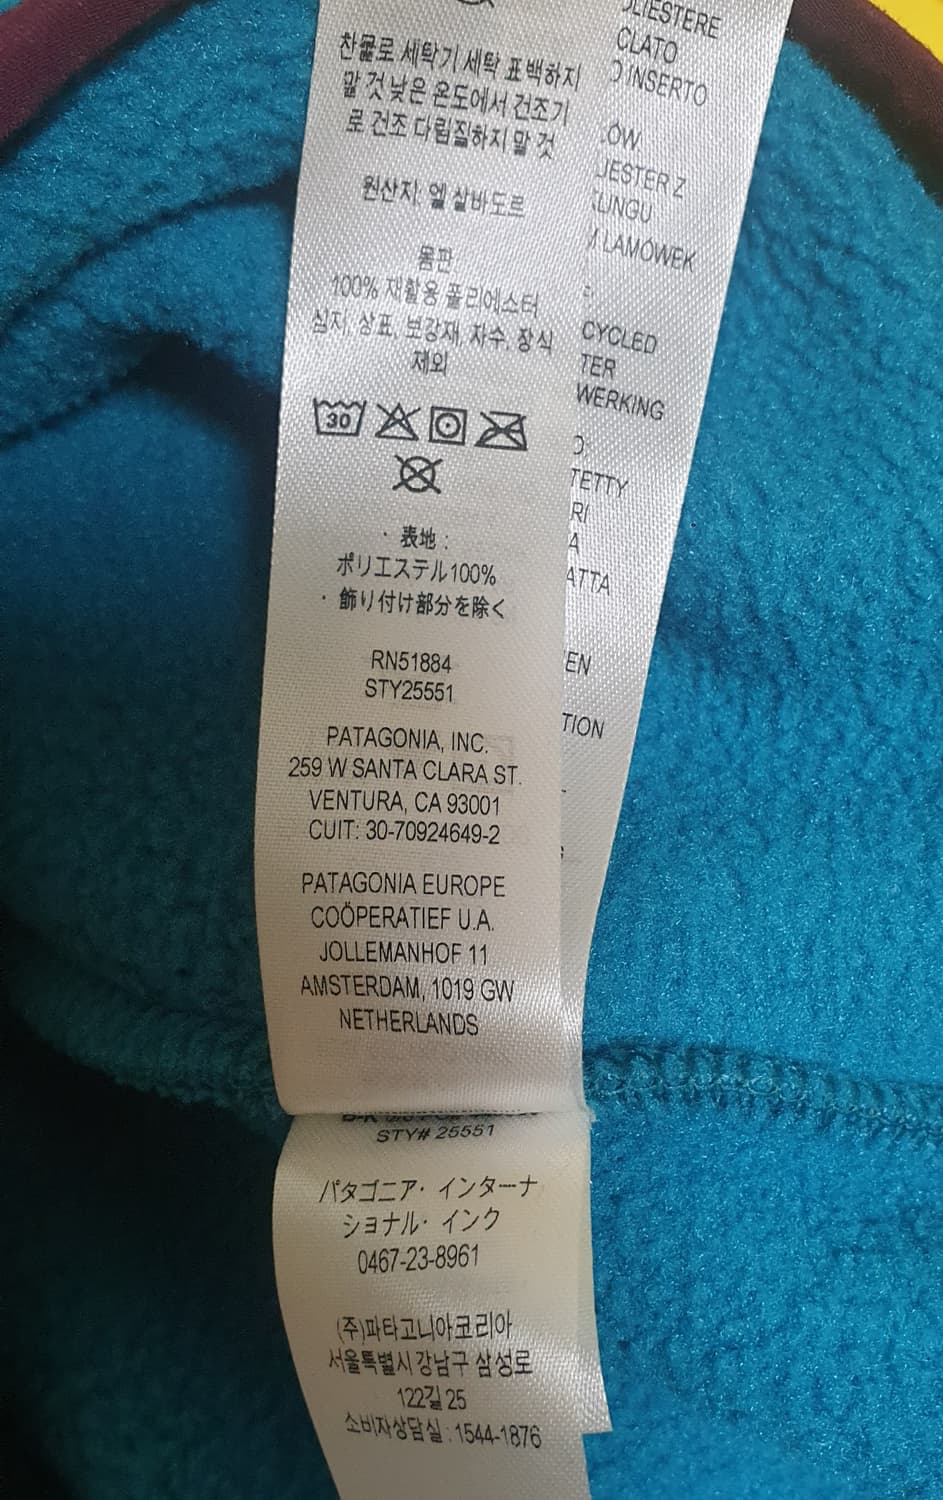 찬물로 세탁기 세탁 표백하지
말 것 낮은 온도에서 건조기
로 건조 다림질하지 말 것
원산지: 엘 살바도르
몸판
100% 재활용 폴리에스터
심지, 상표, 보강재, 자수, 장식
제외
30
・表地：
ポリエステル100%
・飾り付け部分を除く
RN51884
STY25551
PATAGONIA, INC.
259 W SANTA CLARA ST.
VENTURA, CA 93001
CUIT: 30-70924649-2
PATAGONIA EUROPE
COÖPERATIEF U.A.
JOLLEMANHOF 11
AMSTERDAM, 1019 GW
NETHERLANDS
STY# 25551
パタゴニア・インターナ
ショナル・インク
0467-23-8961
(주)파타고니아코리아
서울특별시 강남구 삼성로
122길 25
소비자상담실 : 1544-1876
OLIESTERE
CLATO
O INSERTO
ÓW
LIESTER Z
LAMOWEK
CYCLED
TER
WERKING
TETTY
RI
A
ATTA
EN
TION